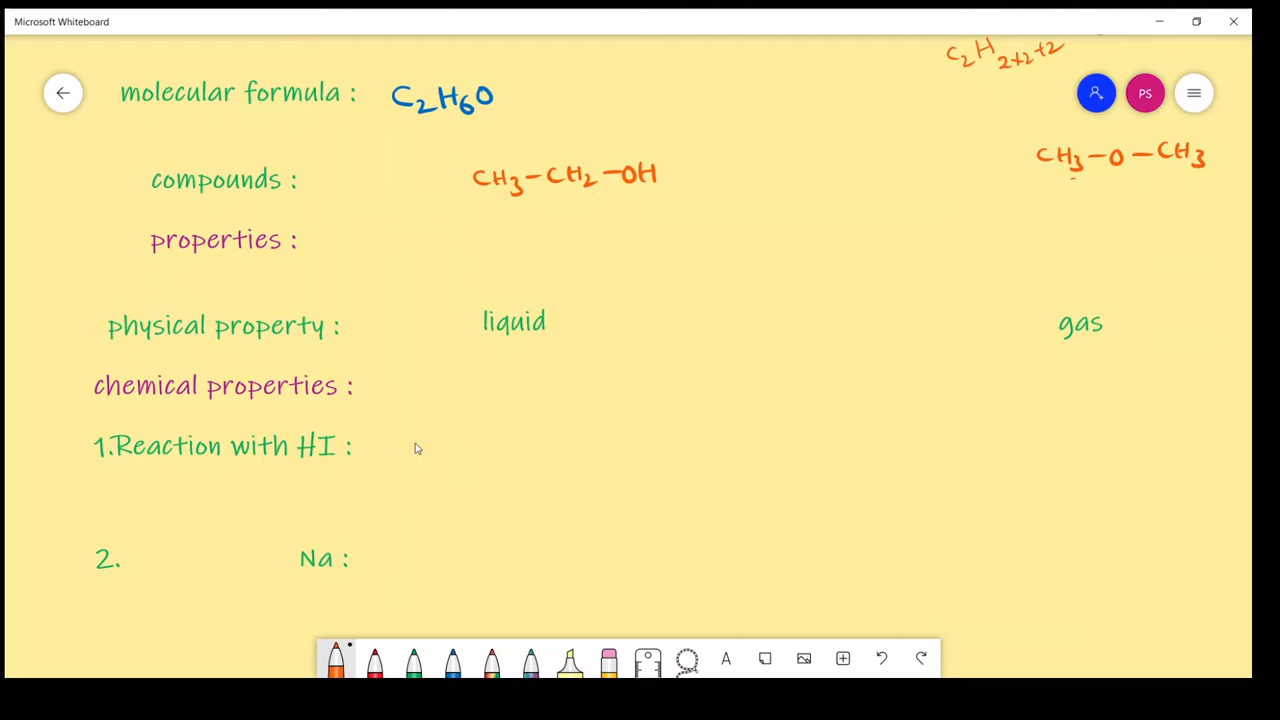 Microsoft Whiteboard
C2H2×2+2
molecular formula : C2H6O
PS
compounds : CH3-CH2-OH CH3-O-CH3
properties :
physical property : liquid gas
chemical properties :
1.Reaction with HI :
2. Na :
A